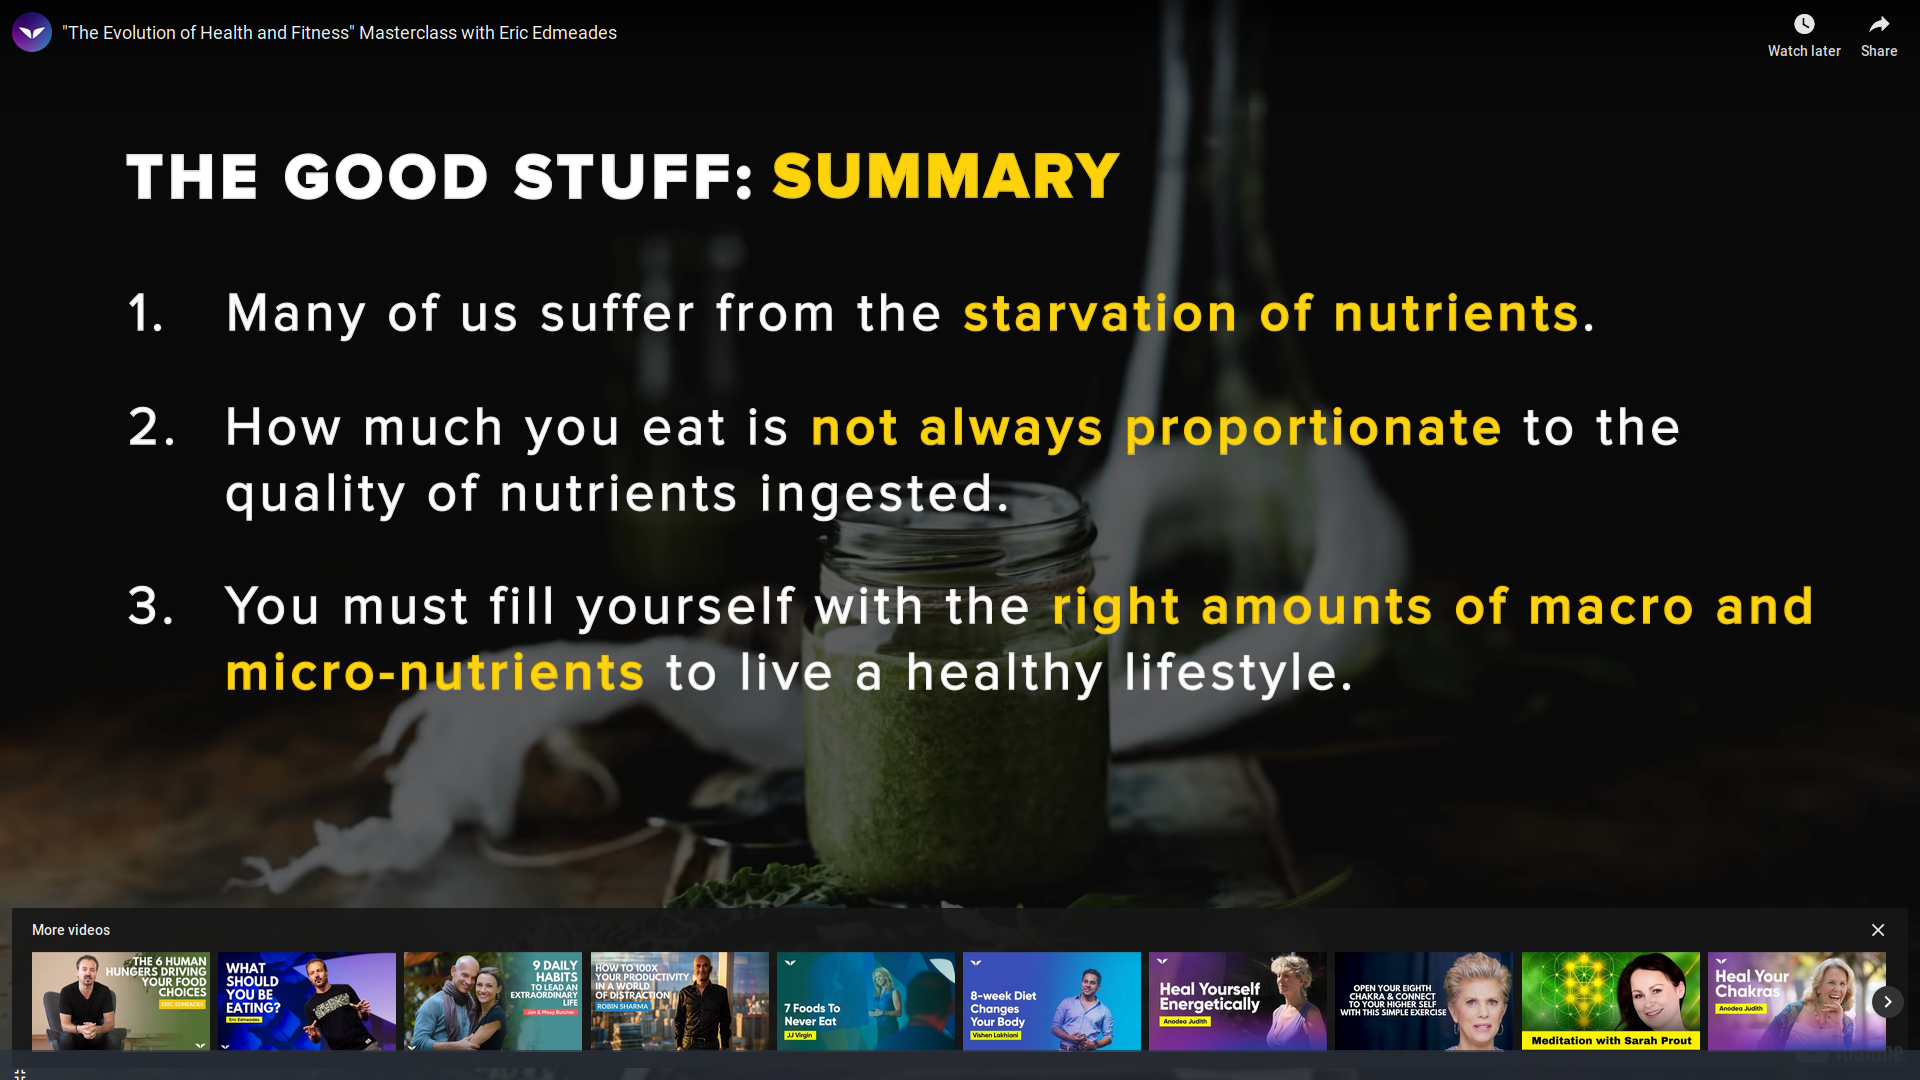 "The Evolution of Health and Fitness" Masterclass with Eric Edmeades
Watch later
Share
THE GOOD STUFF: SUMMARY
1. Many of us suffer from the starvation of nutrients.
2. How much you eat is not always proportionate to the
quality of nutrients ingested.
3. You must fill yourself with the right amounts of macro and
micro-nutrients to live a healthy lifestyle.
More videos
THE 6 HUMAN
HUNGERS DRIVING
YOUR FOOD
CHOICES
ERIC EDMEADES
WHAT
SHOULD
YOU BE
EATING?
Eric Edmeades
9 DAILY
HABITS
TO LEAD AN
EXTRAORDINARY
LIFE
Jon & Missy Butcher
HOW TO 100X
YOUR PRODUCTIVITY
IN A WORLD
OF DISTRACTION
ROBIN SHARMA
7 Foods To
Never Eat
JJ Virgin
8-week Diet
Changes
Your Body
Vishen Lakhiani
Heal Yourself
Energetically
Anodea Judith
OPEN YOUR EIGHTH
CHAKRA & CONNECT
TO YOUR HIGHER SELF
WITH THIS SIMPLE EXERCISE
Meditation with Sarah Prout
Heal Your
Chakras
Anodea Judith
YouTube